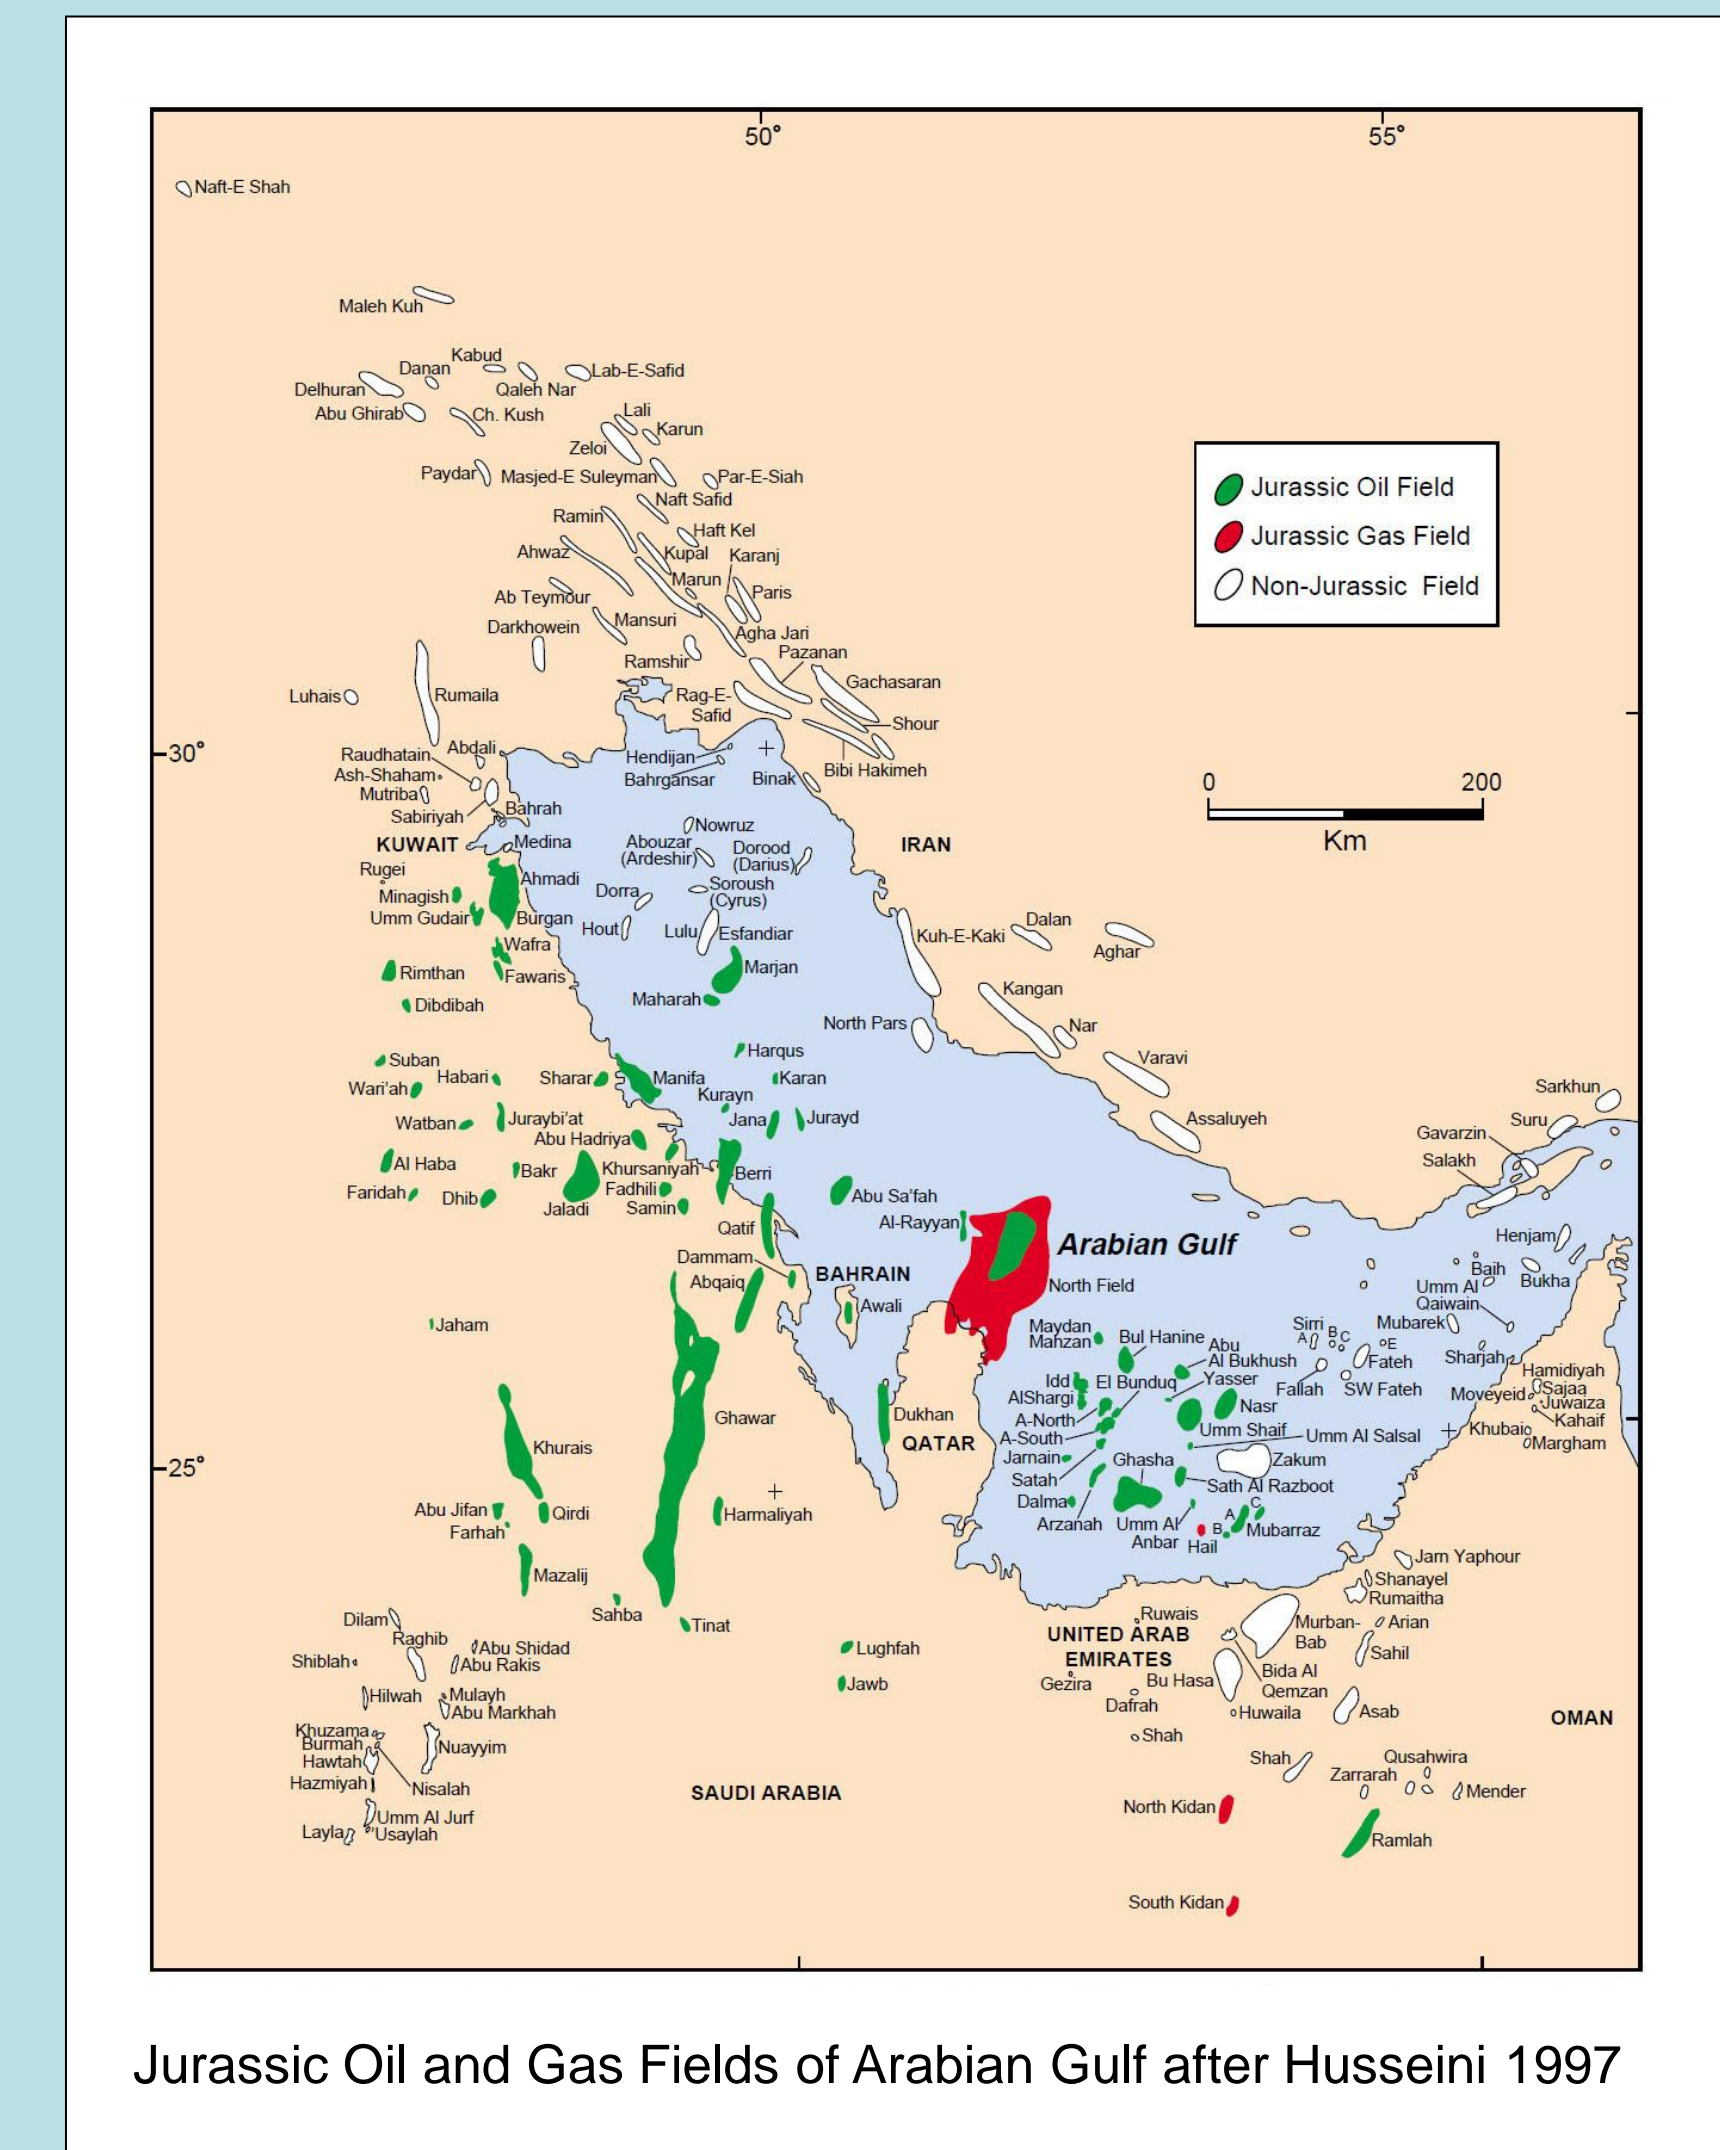 50°
55°
Naft-E Shah
Maleh Kuh
Kabud
Danan
Lab-E-Safid
Delhuran
Qaleh Nar
Abu Ghirab
Ch. Kush
Lali
Karun
Zeloi
Paydar
Masjed-E Suleyman
Par-E-Siah
Naft Safid
Ramin
Haft Kel
Ahwaz
Kupal
Karanj
Marun
Paris
Ab Teymour
Mansuri
Darkhowein
Agha Jari
Pazanan
Ramshir
Gachasaran
Luhais
Rumaila
Rag-E-
Safid
Shour
Jurassic Oil Field
Jurassic Gas Field
Non-Jurassic Field
30°
Raudhatain
Abdali
Hendijan
Ash-Shaham
Bahrgansar
Binak
Bibi Hakimeh
Mutriba
Sabiriyah
Bahrah
0
200
Km
KUWAIT
Medina
Nowruz
Abouzar
(Ardeshir)
Dorood
(Darius)
IRAN
Rugei
Ahmadi
Minagish
Dorra
Soroush
(Cyrus)
Umm Gudair
Burgan
Hout
Lulu
Esfandiar
Dalan
Kuh-E-Kaki
Aghar
Wafra
Rimthan
Fawaris
Marjan
Dibdibah
Maharah
Kangan
North Pars
Nar
Suban
Harqus
Varavi
Wari'ah
Habari
Sharar
Manifa
Karan
Kurayn
Sarkhun
Watban
Juraybi'at
Jana
Jurayd
Assaluyeh
Suru
Abu Hadriya
Gavarzin
Al Haba
Bakr
Khursaniyah
Berri
Salakh
Faridah
Dhib
Fadhili
Abu Sa'fah
Jaladi
Samin
Al-Rayyan
Qatif
Arabian Gulf
Henjam
Dammam
Abqaiq
BAHRAIN
North Field
Baih
Bukha
Umm Al
Qaiwain
Awali
Jaham
Maydan
Mahzan
Bul Hanine
Sirri
A
B
C
Mubarek
E
Abu
Al Bukhush
Fateh
Sharjah
Idd
AlShargi
El Bunduq
Yasser
Fallah
SW Fateh
Hamidiyah
Sajaa
Moveyeid
Juwaiza
Kahaif
Ghawar
Dukhan
A-North
Nasr
QATAR
A-South
Umm Shaif
Umm Al Salsal
Khubai
Margham
Khurais
Jarnain
Ghasha
Zakum
25°
Satah
Sath Al Razboot
Dalma
C
Abu Jifan
Qirdi
Harmaliyah
Arzanah
Umm Al
Anbar
A
B
Mubarraz
Farhah
Hail
Jarn Yaphour
Mazalij
Shanayel
Rumaitha
Sahba
Tinat
Dilam
Raghib
Ruwais
Murban-
Bab
Arian
Abu Shidad
Lughfah
UNITED ARAB
EMIRATES
Sahil
Shiblah
Abu Rakis
Jawb
Gezira
Bu Hasa
Bida Al
Qemzan
Hilwah
Mulayh
Abu Markhah
Dafrah
Huwaila
Asab
OMAN
Khuzama
Burmah
Hawtah
Nuayyim
Shah
Shah
Qusahwira
Hazmiyah
Nisalah
SAUDI ARABIA
Zarrarah
Mender
Umm Al Jurf
North Kidan
Layla
'Usaylah
Ramlah
South Kidan
Jurassic Oil and Gas Fields of Arabian Gulf after Husseini 1997